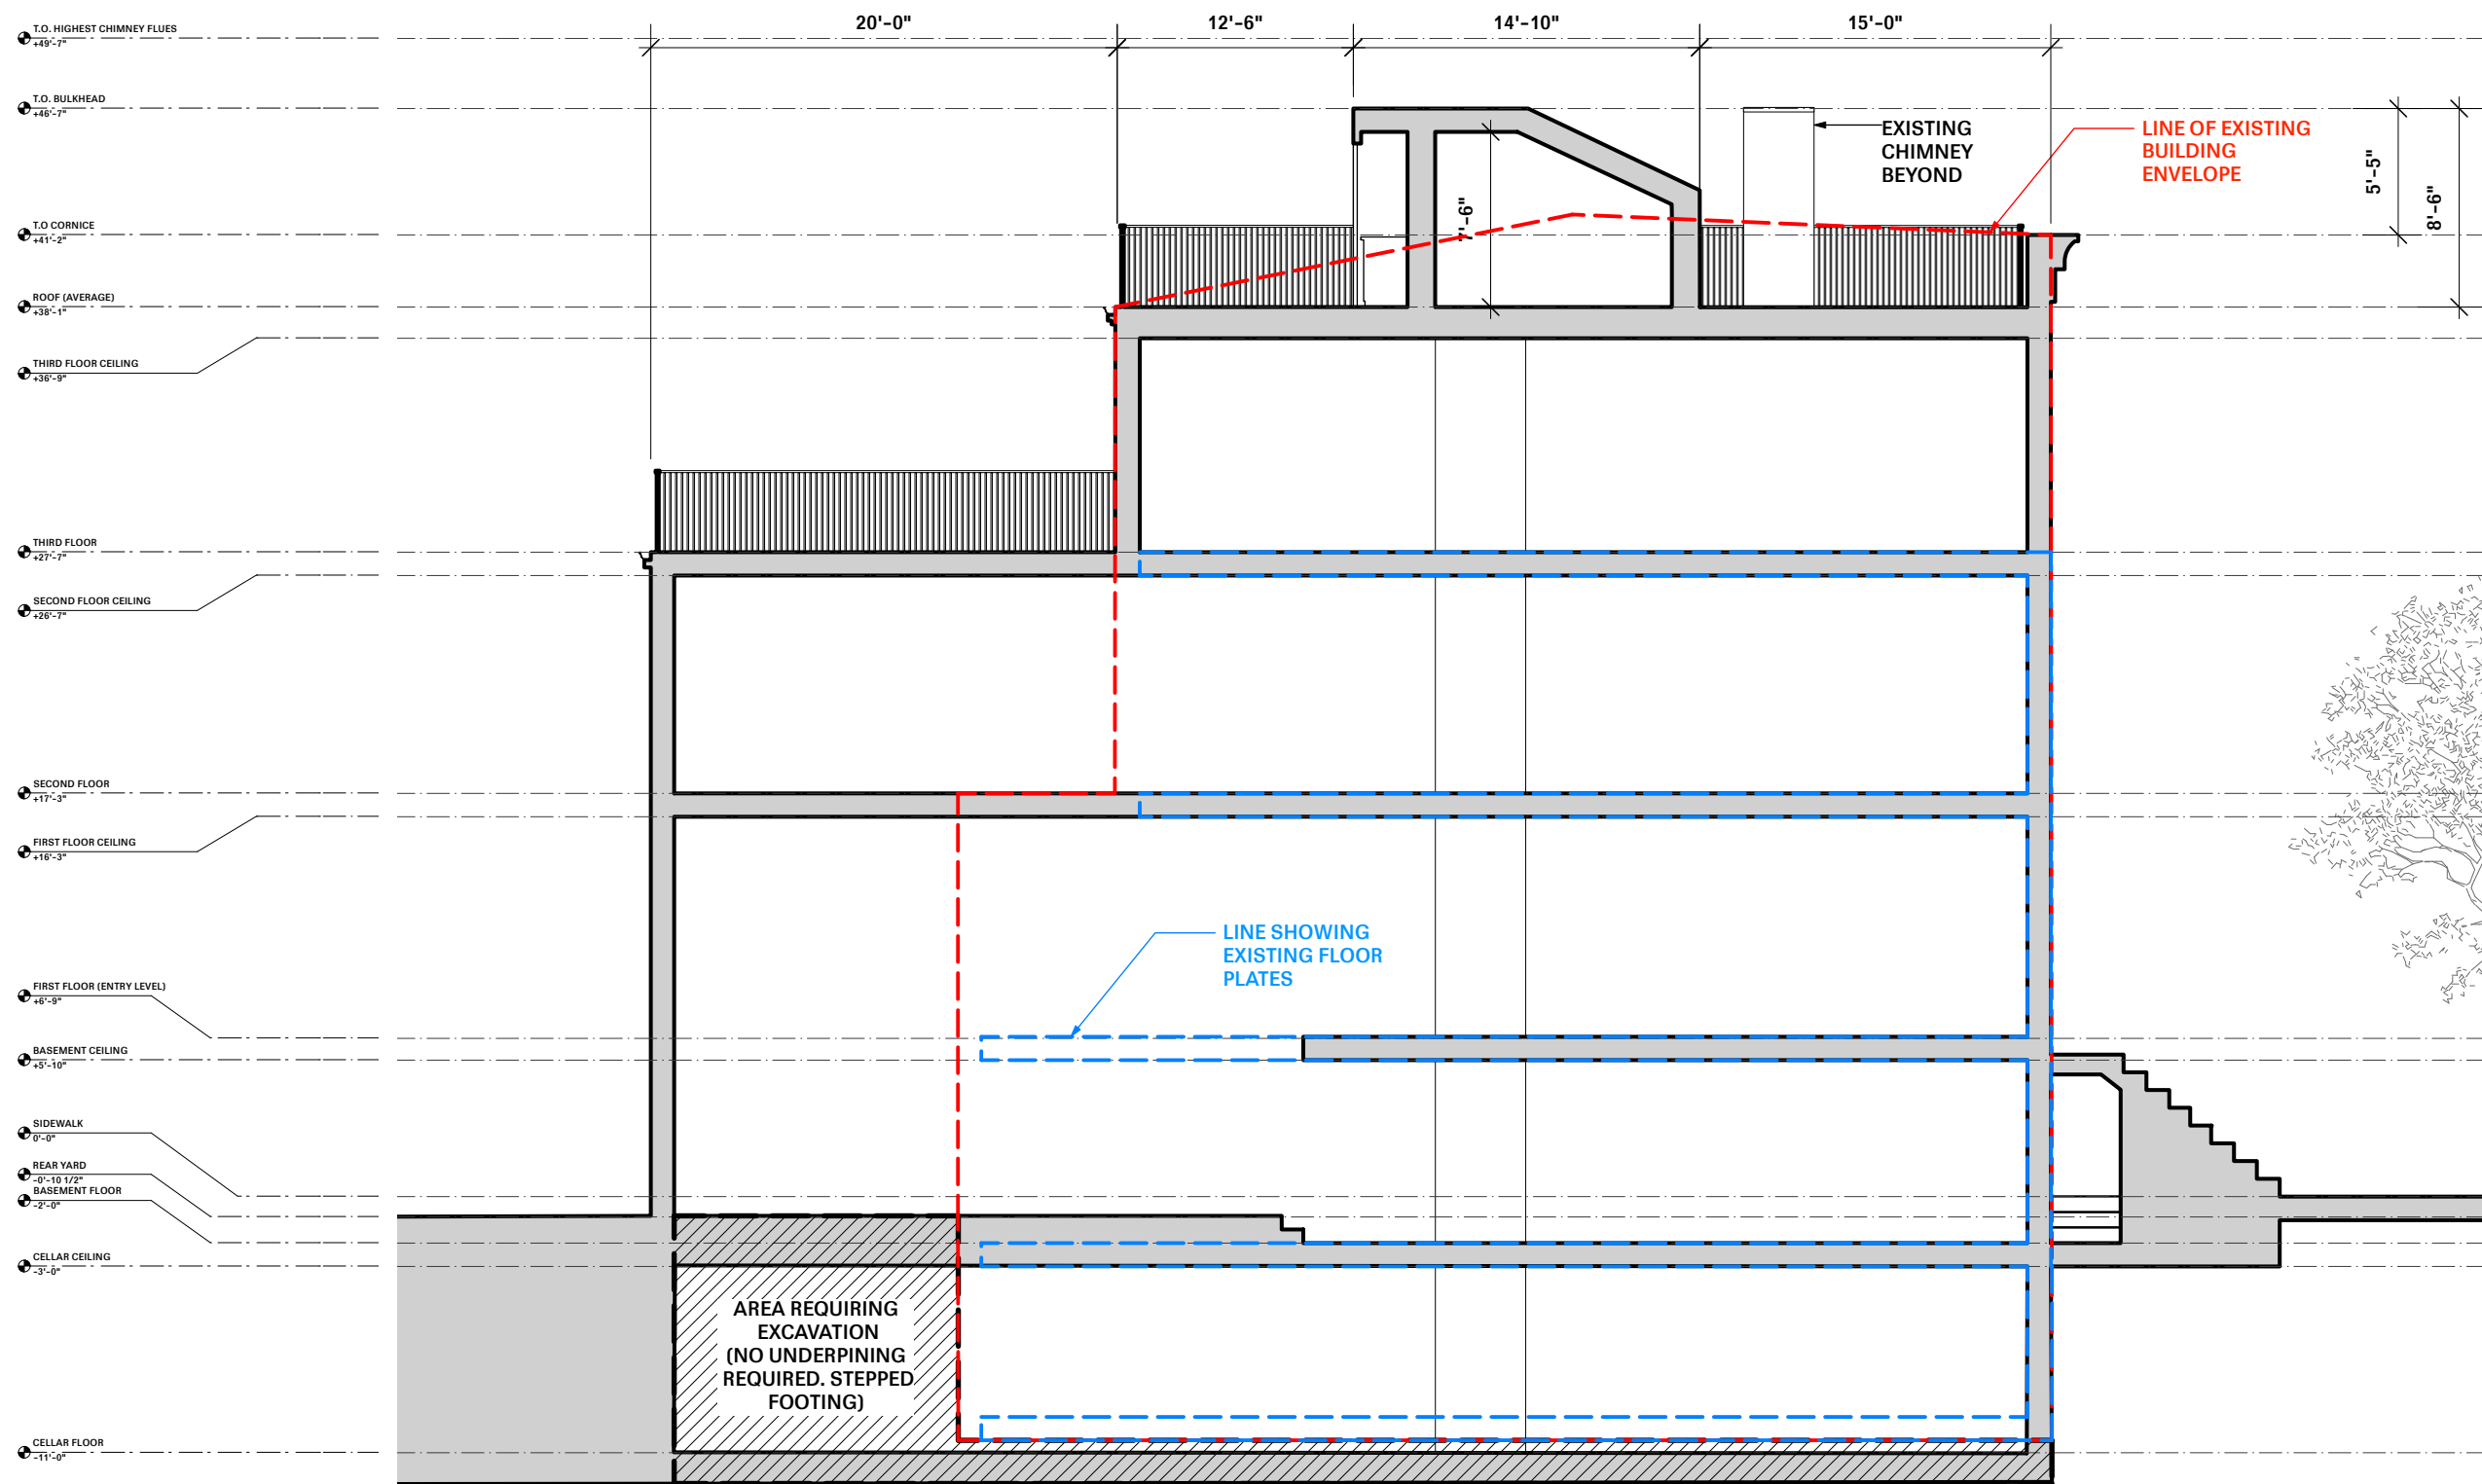 20'-0"
12'-6"
14'-10"
15'-0"
T.O. HIGHEST CHIMNEY FLUES
+49'-7"
T.O. BULKHEAD
+46'-7"
EXISTING
CHIMNEY
BEYOND
LINE OF EXISTING
BUILDING
ENVELOPE
5'-5"
8'-6"
7'-6"
T.O CORNICE
+41'-2"
ROOF (AVERAGE)
+38'-1"
THIRD FLOOR CEILING
+36'-9"
THIRD FLOOR
+27'-7"
SECOND FLOOR CEILING
+26'-7"
SECOND FLOOR
+17'-3"
FIRST FLOOR CEILING
+16'-3"
LINE SHOWING
EXISTING FLOOR
PLATES
FIRST FLOOR (ENTRY LEVEL)
+6'-9"
BASEMENT CEILING
+5'-10"
SIDEWALK
0'-0"
REAR YARD
-0'-10 1/2"
BASEMENT FLOOR
-2'-0"
CELLAR CEILING
-3'-0"
AREA REQUIRING
EXCAVATION
(NO UNDERPINING
REQUIRED. STEPPED
FOOTING)
CELLAR FLOOR
-11'-0"